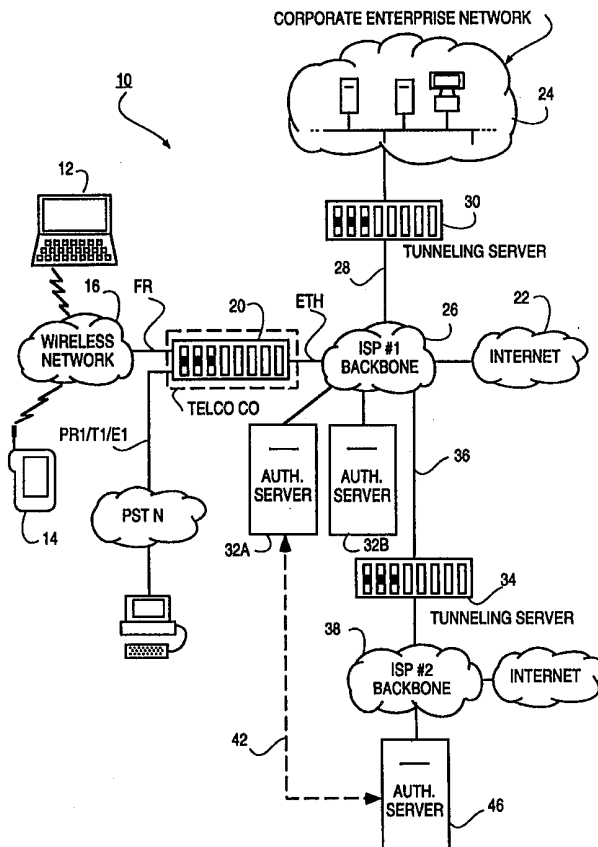 CORPORATE ENTERPRISE NETWORK
10
24
12
30
TUNELING SERVER
28
16
FR
20
ETH
26
22
WIRELESS
NETWORK
ISP #1
BACKBONE
INTERNET
TELCO CO
PR1/T1/E1
36
AUTH.
SERVER
AUTH.
SERVER
14
PST N
32A
32B
34
TUNNELING SERVER
38
ISP #2
BACKBONE
INTERNET
42
AUTH.
SERVER
46